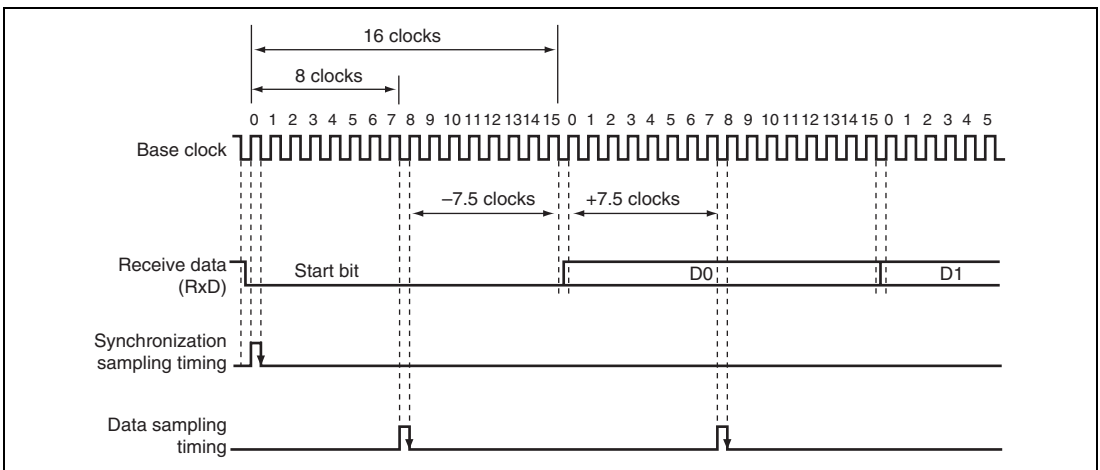 16 clocks
8 clocks
0 1 2 3 4 5 6 7 8 9 10 11 12 13 14 15 0 1 2 3 4 5 6 7 8 9 10 11 12 13 14 15 0 1 2 3 4 5
Base clock
–7.5 clocks +7.5 clocks
Receive data
(RxD)
Start bit D0 D1
Synchronization
sampling timing
Data sampling
timing